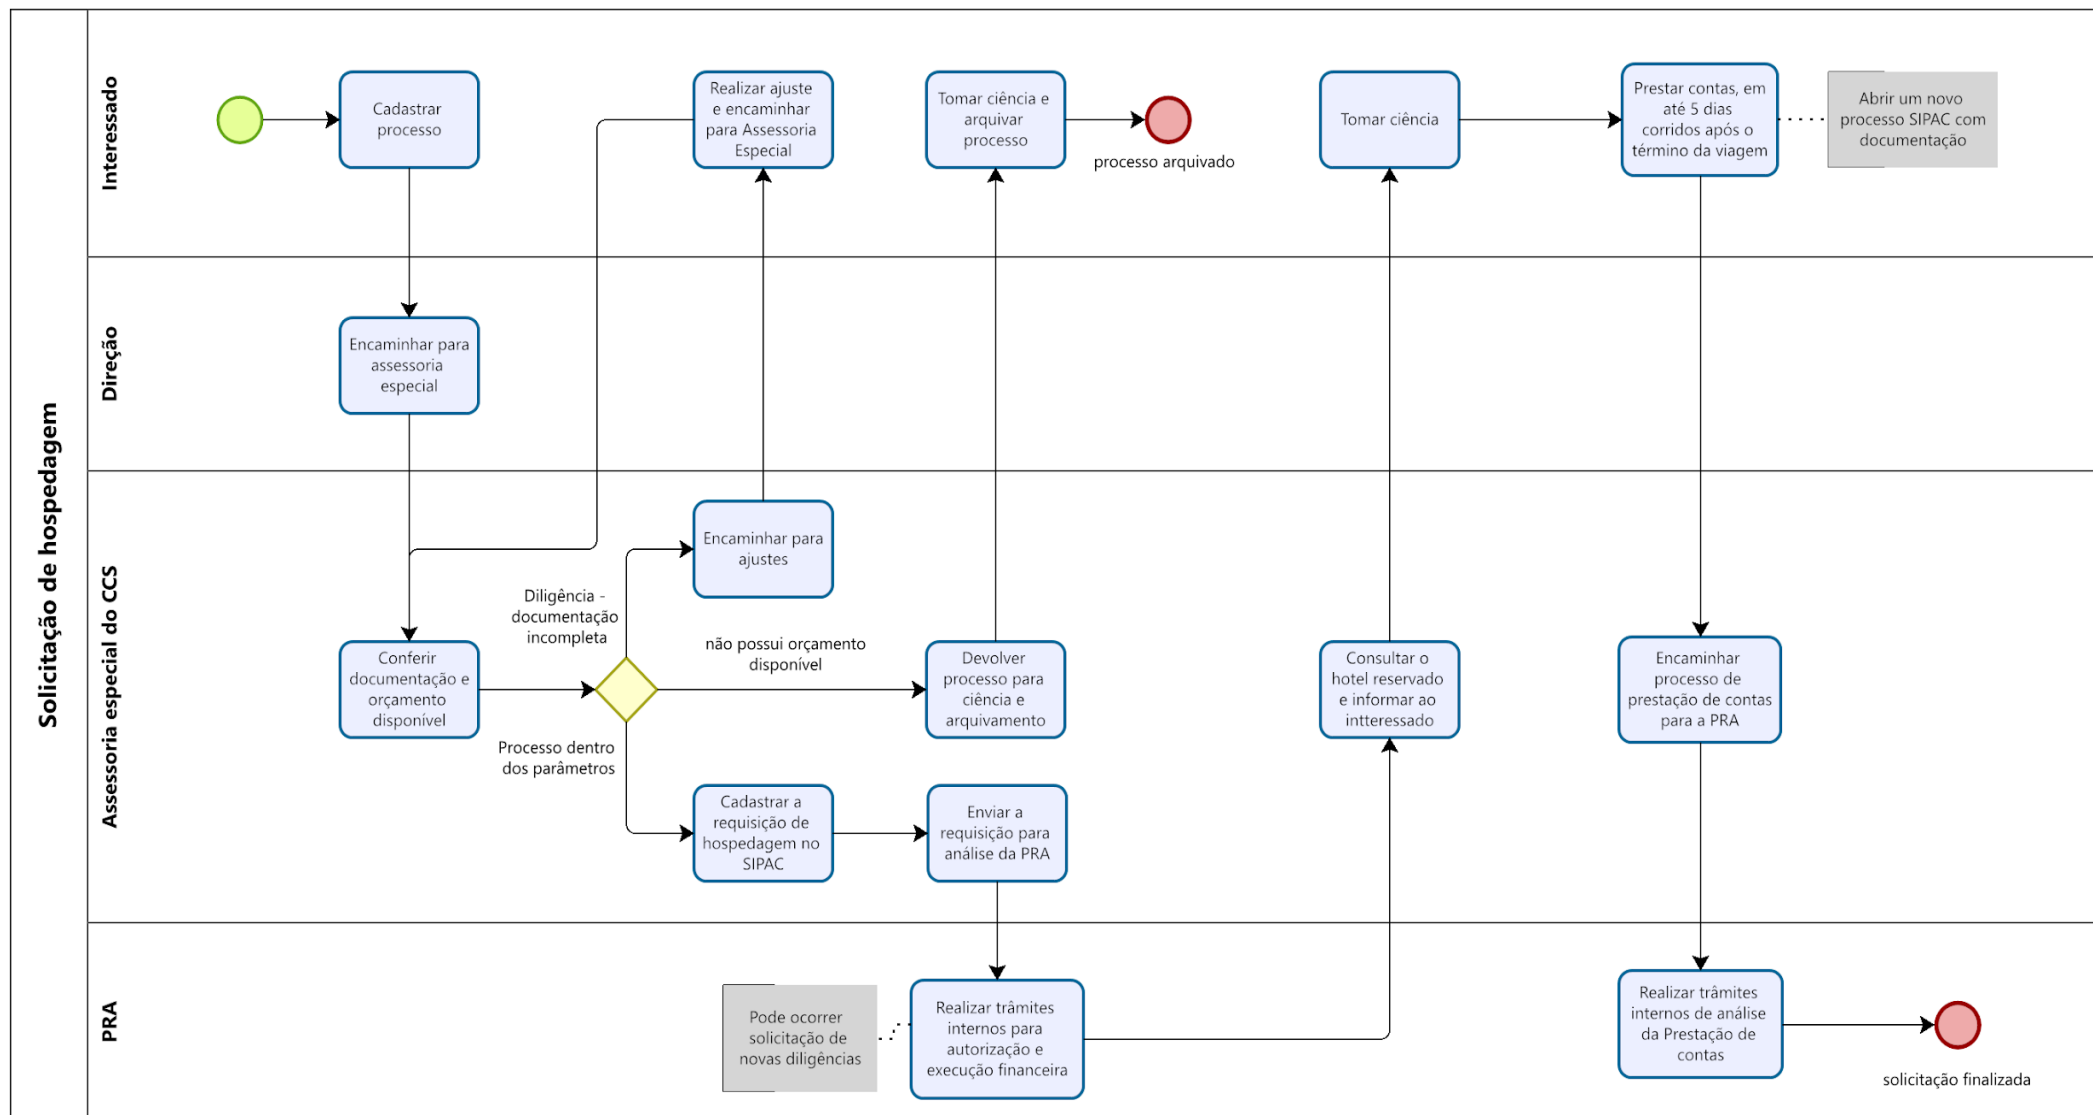 Solicitação de hospedagem
Interessado
Cadastrar
processo
Realizar ajuste
e encaminhar
para Assessoria
Especial
Tomar ciência e
arquivar
processo
processo arquivado
Tomar ciência
Prestar contas, em
até 5 dias
corridos após o
término da viagem
Abrir um novo
processo SIPAC com
documentação
Direção
Encaminhar para
assessoria
especial
Assessoria especial do CCS
Encaminhar para
ajustes
Diligência -
documentação
incompleta
não possui orçamento
disponível
Conferir
documentação e
orçamento
disponível
Devolver
processo para
ciência e
arquivamento
Consultar o
hotel reservado
e informar ao
intteressado
Encaminhar
processo de
prestação de contas
para a PRA
Processo dentro
dos parâmetros
Cadastrar a
requisição de
hospedagem no
SIPAC
Enviar a
requisição para
análise da PRA
PRA
Pode ocorrer
solicitação de
novas diligências
Realizar trâmites
internos para
autorização e
execução financeira
Realizar trâmites
internos de análise
da Prestação de
contas
solicitação finalizada